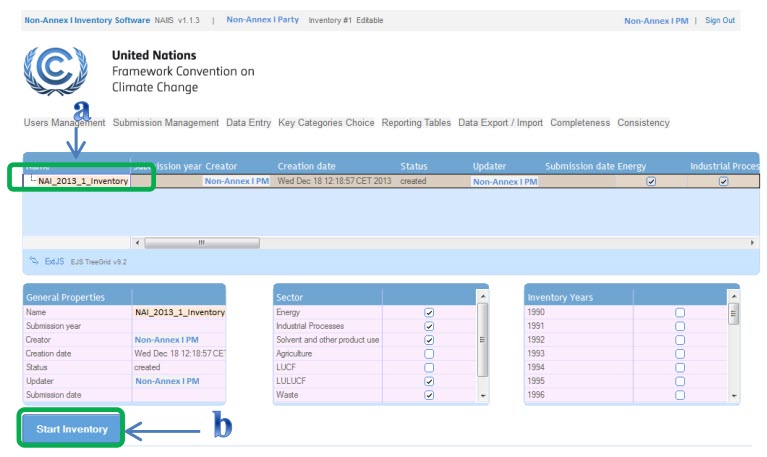 Non-Annex I Inventory Software NAIIS v1.1.3 | Non-Annex I Party Inventory #1 Editable Non-Annex I PM | Sign Out
United Nations
Framework Convention on
Climate Change
a
Users Management Submission Management Data Entry Key Categories Choice Reporting Tables Data Export / Import Completeness Consistency
Name Submission year Creator Creation date Status Updater Submission date Energy Industrial Proces
NAI_2013_1_Inventory Non-Annex I PM Wed Dec 18 12:18:57 CET 2013 created Non-Annex I PM
ExtJS EJS TreeGrid v9.2
General Properties
Name NAI_2013_1_Inventory
Submission year
Creator Non-Annex I PM
Creation date Wed Dec 18 12:18:57 CE
Status created
Updater Non-Annex I PM
Submission date
Sector
Energy
Industrial Processes
Solvent and other product use
Agriculture
LUCF
LULUCF
Waste
Inventory Years
1990
1991
1992
1993
1994
1995
1996
Start Inventory
b